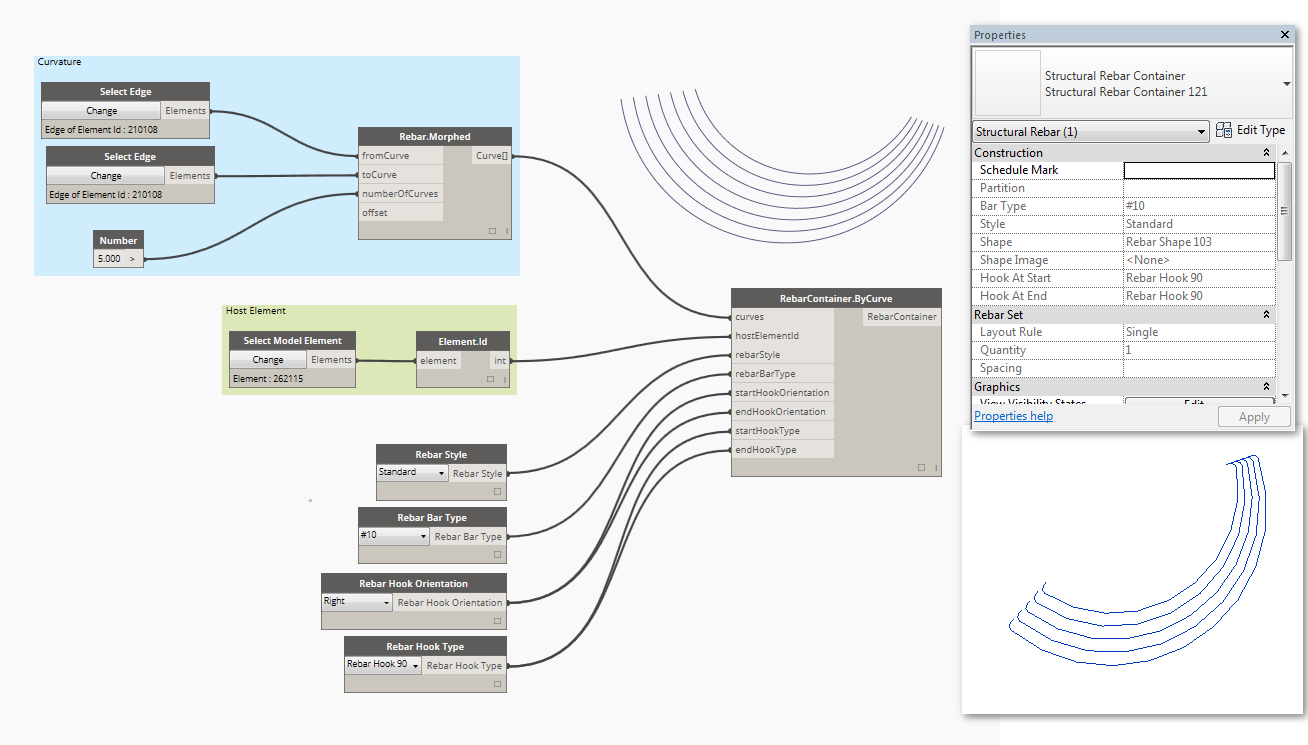 Curvature
Select Edge
Change Elements
Edge of Element Id : 210108
Select Edge
Change Elements
Edge of Element Id : 210108
Number
5.000 >
Rebar.Morphed
fromCurve Curve[]
toCurve
numberOfCurves
offset
Host Element
Select Model Element
Change Elements
Element : 262115
Element.Id
element int
Rebar Style
Standard Rebar Style
Rebar Bar Type
#10 Rebar Bar Type
Rebar Hook Orientation
Right Rebar Hook Orientation
Rebar Hook Type
Rebar Hook 90 Rebar Hook Type
RebarContainer.ByCurve
curves RebarContainer
hostElementId
rebarStyle
rebarBarType
startHookOrientation
endHookOrientation
startHookType
endHookType
Properties
Structural Rebar Container
Structural Rebar Container 121
Structural Rebar (1) Edit Type
Construction
Schedule Mark
Partition
Bar Type #10
Style Standard
Shape Rebar Shape 103
Shape Image <None>
Hook At Start Rebar Hook 90
Hook At End Rebar Hook 90
Rebar Set
Layout Rule Single
Quantity 1
Spacing
Graphics
View Visibility States Edit
Properties help Apply